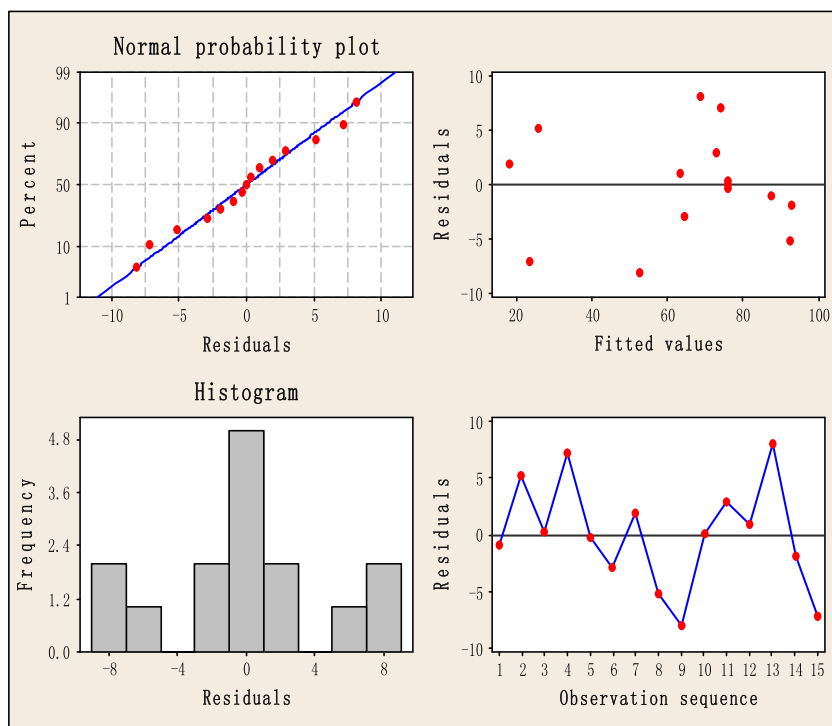 Normal probability plot
99
90
50
10
1
Percent
-10 -5 0 5 10
Residuals
10
5
0
-5
-10
Residuals
20 40 60 80 100
Fitted values
Histogram
4.8
3.6
2.4
1.2
0.0
Frequency
-8 -4 0 4 8
Residuals
10
5
0
-5
-10
Residuals
1 2 3 4 5 6 7 8 9 10 11 12 13 14 15
Observation sequence